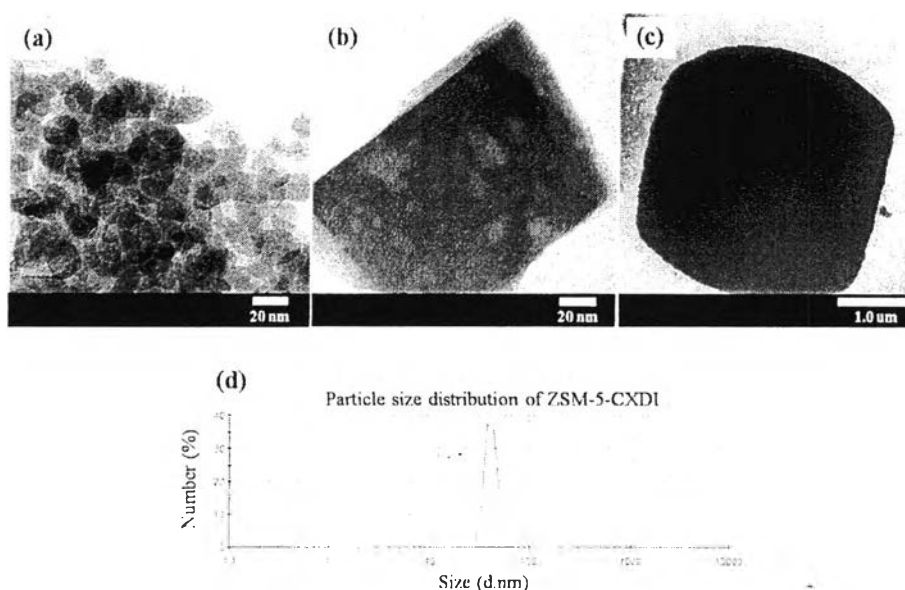 (a)
(b)
(c)
20 nm
20 nm
1.0 um
(d)
Particle size distribution of ZSM-5-CXDI
Number (%)
Size (d.nm)